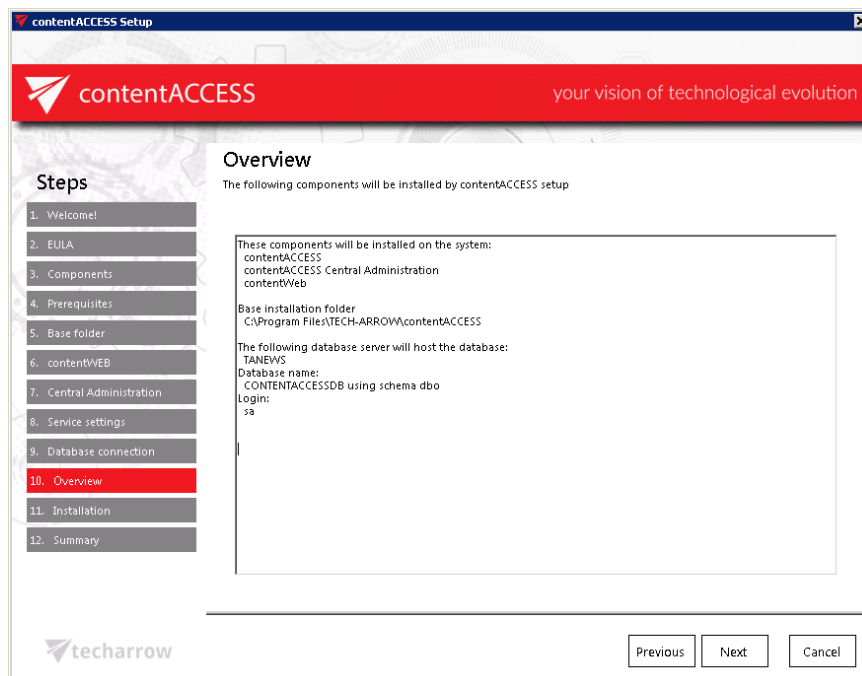 contentACCESS Setup
contentACCESS
your vision of technological evolution
Steps
1. Welcome!
2. EULA
3. Components
4. Prerequisites
5. Base folder
6. contentWEB
7. Central Administration
8. Service settings
9. Database connection
10. Overview
11. Installation
12. Summary
Overview
The following components will be installed by contentACCESS setup
These components will be installed on the system:
contentACCESS
contentACCESS Central Administration
contentWeb
Base installation folder
C:\Program Files\TECH-ARROW\contentACCESS
The following database server will host the database:
TANEWS
Database name:
CONTENTACCESSDB using schema dbo
Login:
sa
techarrow
Previous
Next
Cancel